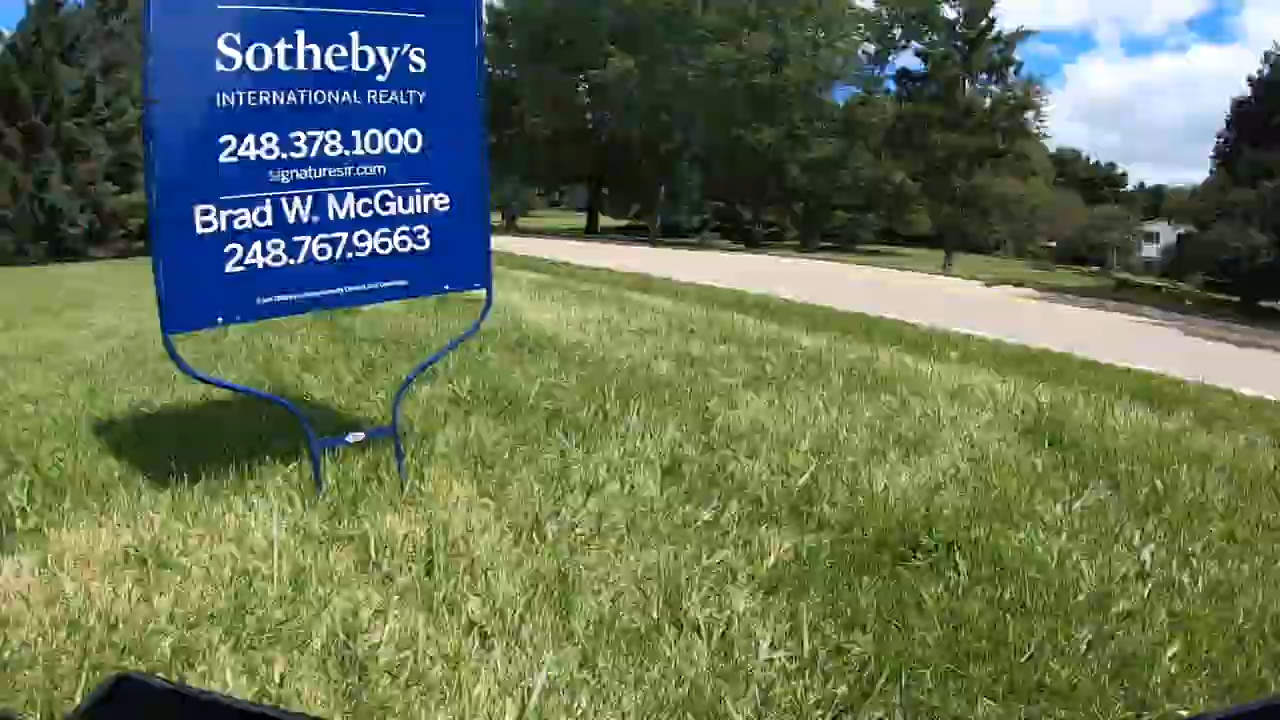 Sotheby's
INTERNATIONAL REALTY
248.378.1000
signaturesir.com
Brad W. McGuire
248.767.9663